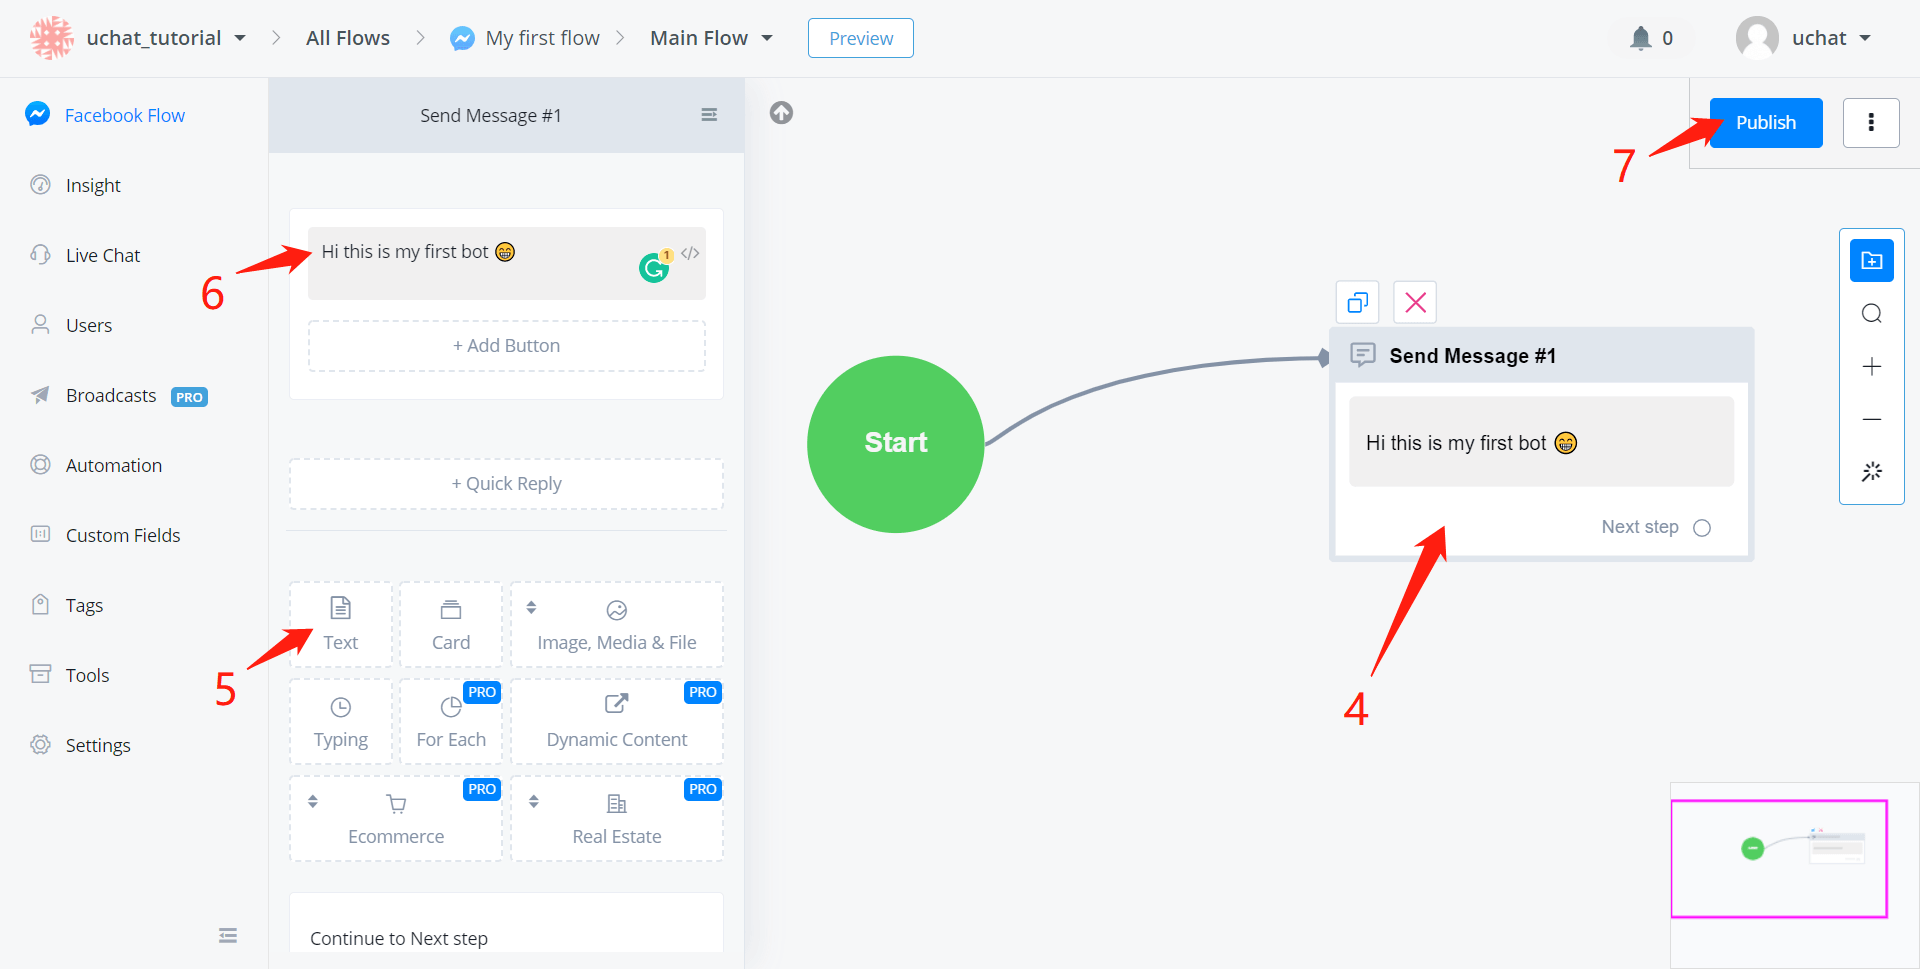 uchat_tutorial
All Flows
My first flow
Main Flow
Preview
0
uchat
Facebook Flow
Insight
Live Chat
Users
Broadcasts PRO
Automation
Custom Fields
Tags
Tools
Settings
Send Message #1
6
Hi this is my first bot 😁
1
</>
+ Add Button
+ Quick Reply
5
Text
Card
Image, Media & File
Typing
For Each PRO
Dynamic Content PRO
Ecommerce PRO
Real Estate PRO
Continue to Next step
7
Publish
Start
Send Message #1
Hi this is my first bot 😁
Next step
4